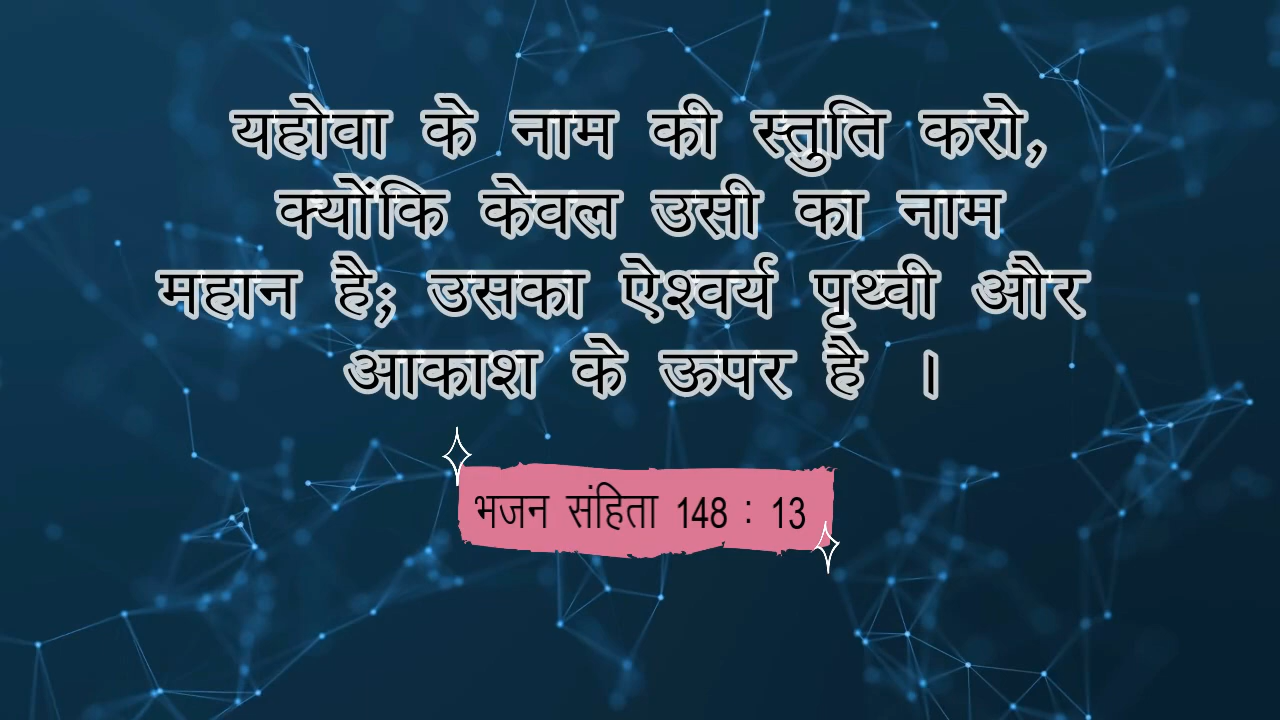 यहोवा के नाम की स्तुति करो,
क्योंकि केवल उसी का नाम
महान है; उसका ऐश्वर्य पृथ्वी और
आकाश के ऊपर है ।
भजन संहिता 148 : 13